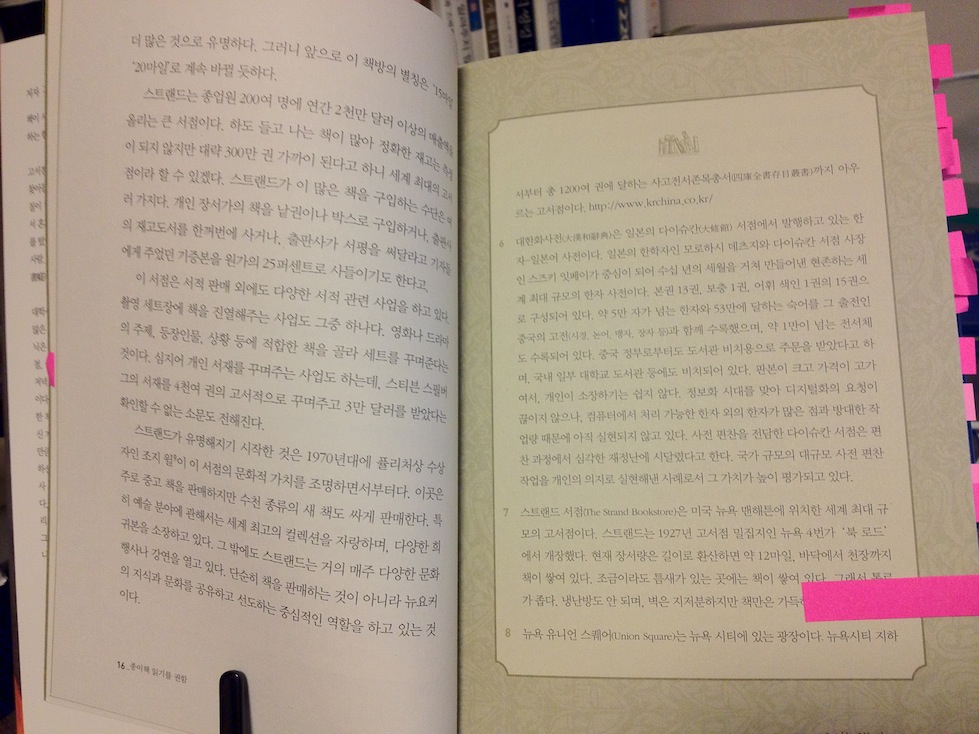 더 많은 것으로 유명하다. 그러니 앞으로 이 책방의 별칭은 '15마일
'20마일'로 계속 바뀔 듯하다.
스트랜드는 종업원 200여 명에 연간 2천만 달러 이상의 매출액을
올리는 큰 서점이다. 하도 들고 나는 책이 많아 정확한 재고는 측정
이 되지 않지만 대략 300만 권 가까이 된다고 하니 세계 최대의 고서
점이라 할 수 있겠다. 스트랜드가 이 많은 책을 구입하는 수단은 여
러 가지다. 개인 장서가의 책을 낱권이나 박스로 구입하거나, 출판사
의 재고도서를 한꺼번에 사거나, 출판사가 서평을 써달라고 기자들
에게 주었던 기증본을 원가의 25퍼센트로 사들이기도 한다고,
이 서점은 서적 판매 외에도 다양한 서적 관련 사업을 하고 있다.
촬영 세트장에 책을 진열해주는 사업도 그중 하나다. 영화나 드라마
의 주제, 등장인물, 상황 등에 적합한 책을 골라 세트를 꾸며준다는
것이다. 심지어 개인 서재를 꾸며주는 사업도 하는데, 스티븐 스필버
그의 서재를 4천여 권의 고서적으로 꾸며주고 3만 달러를 받았다는
확인할 수 없는 소문도 전해진다.
스트랜드가 유명해지기 시작한 것은 1970년대에 퓰리처상 수상
자인 조지 윌이 이 서점의 문화적 가치를 조명하면서부터다. 이곳은
주로 중고 책을 판매하지만 수천 종류의 새 책도 싸게 판매한다. 특
히 예술 분야에 관해서는 세계 최고의 컬렉션을 자랑하며, 다양한 희
귀본을 소장하고 있다. 그 밖에도 스트랜드는 거의 매주 다양한 문화
행사나 강연을 열고 있다. 단순히 책을 판매하는 것이 아니라 뉴요커
의 지식과 문화를 공유하고 선도하는 중심적인 역할을 하고 있는 것
이다.
16_종이책 읽기를 권함
서부터 총 1200여 권에 달하는 사고전서존목총서(四庫全書存目叢書)까지 아우
르는 고서점이다. http://www.krchina.co.kr/
6 대한화사전(大漢和辭典)은 일본의 다이슈칸(大修館) 서점에서 발행하고 있는 한
자-일본어 사전이다. 일본의 한학자인 모로하시 데츠지와 다이슈칸 서점 사장
인 스즈키 잇페이가 중심이 되어 수십 년의 세월을 거쳐 만들어낸 현존하는 세
계 최대 규모의 한자 사전이다. 본권 13권, 보충 1권, 어휘 색인 1권의 15권으
로 구성되어 있다. 약 5만 자가 넘는 한자와 53만에 달하는 숙어를 그 출전인
중국의 고전(시경, 논어, 맹자, 장자 등)과 함께 수록했으며, 약 1만이 넘는 전서체
도 수록되어 있다. 중국 정부로부터도 도서관 비치용으로 주문을 받았다고 하
며, 국내 일부 대학교 도서관 등에도 비치되어 있다. 판본이 크고 가격이 고가
여서, 개인이 소장하기는 쉽지 않다. 정보화 시대를 맞아 디지털화의 요청이
끊이지 않으나, 컴퓨터에서 처리 가능한 한자 외의 한자가 많은 점과 방대한 작
업량 때문에 아직 실현되지 않고 있다. 사전 편찬을 전담한 다이슈칸 서점은 편
찬 과정에서 심각한 재정난에 시달렸다고 한다. 국가 규모의 대규모 사전 편찬
작업을 개인의 의지로 실현해낸 사례로서 그 가치가 높이 평가되고 있다.
7 스트랜드 서점(The Strand Bookstore)은 미국 뉴욕 맨해튼에 위치한 세계 최대 규
모의 고서점이다. 스트랜드는 1927년 고서점 밀집지인 뉴욕 4번가 '북 로드'
에서 개장했다. 현재 장서량은 길이로 환산하면 약 12마일, 바닥에서 천장까지
책이 쌓여 있다. 조금이라도 틈새가 있는 곳에는 책이 쌓여 있다. 그래서 통로
가 좁다. 냉난방도 안 되며, 벽은 지저분하지만 책만은 가득
8 뉴욕 유니언 스퀘어(Union Square)는 뉴욕 시티에 있는 광장이다. 뉴욕시티 지하